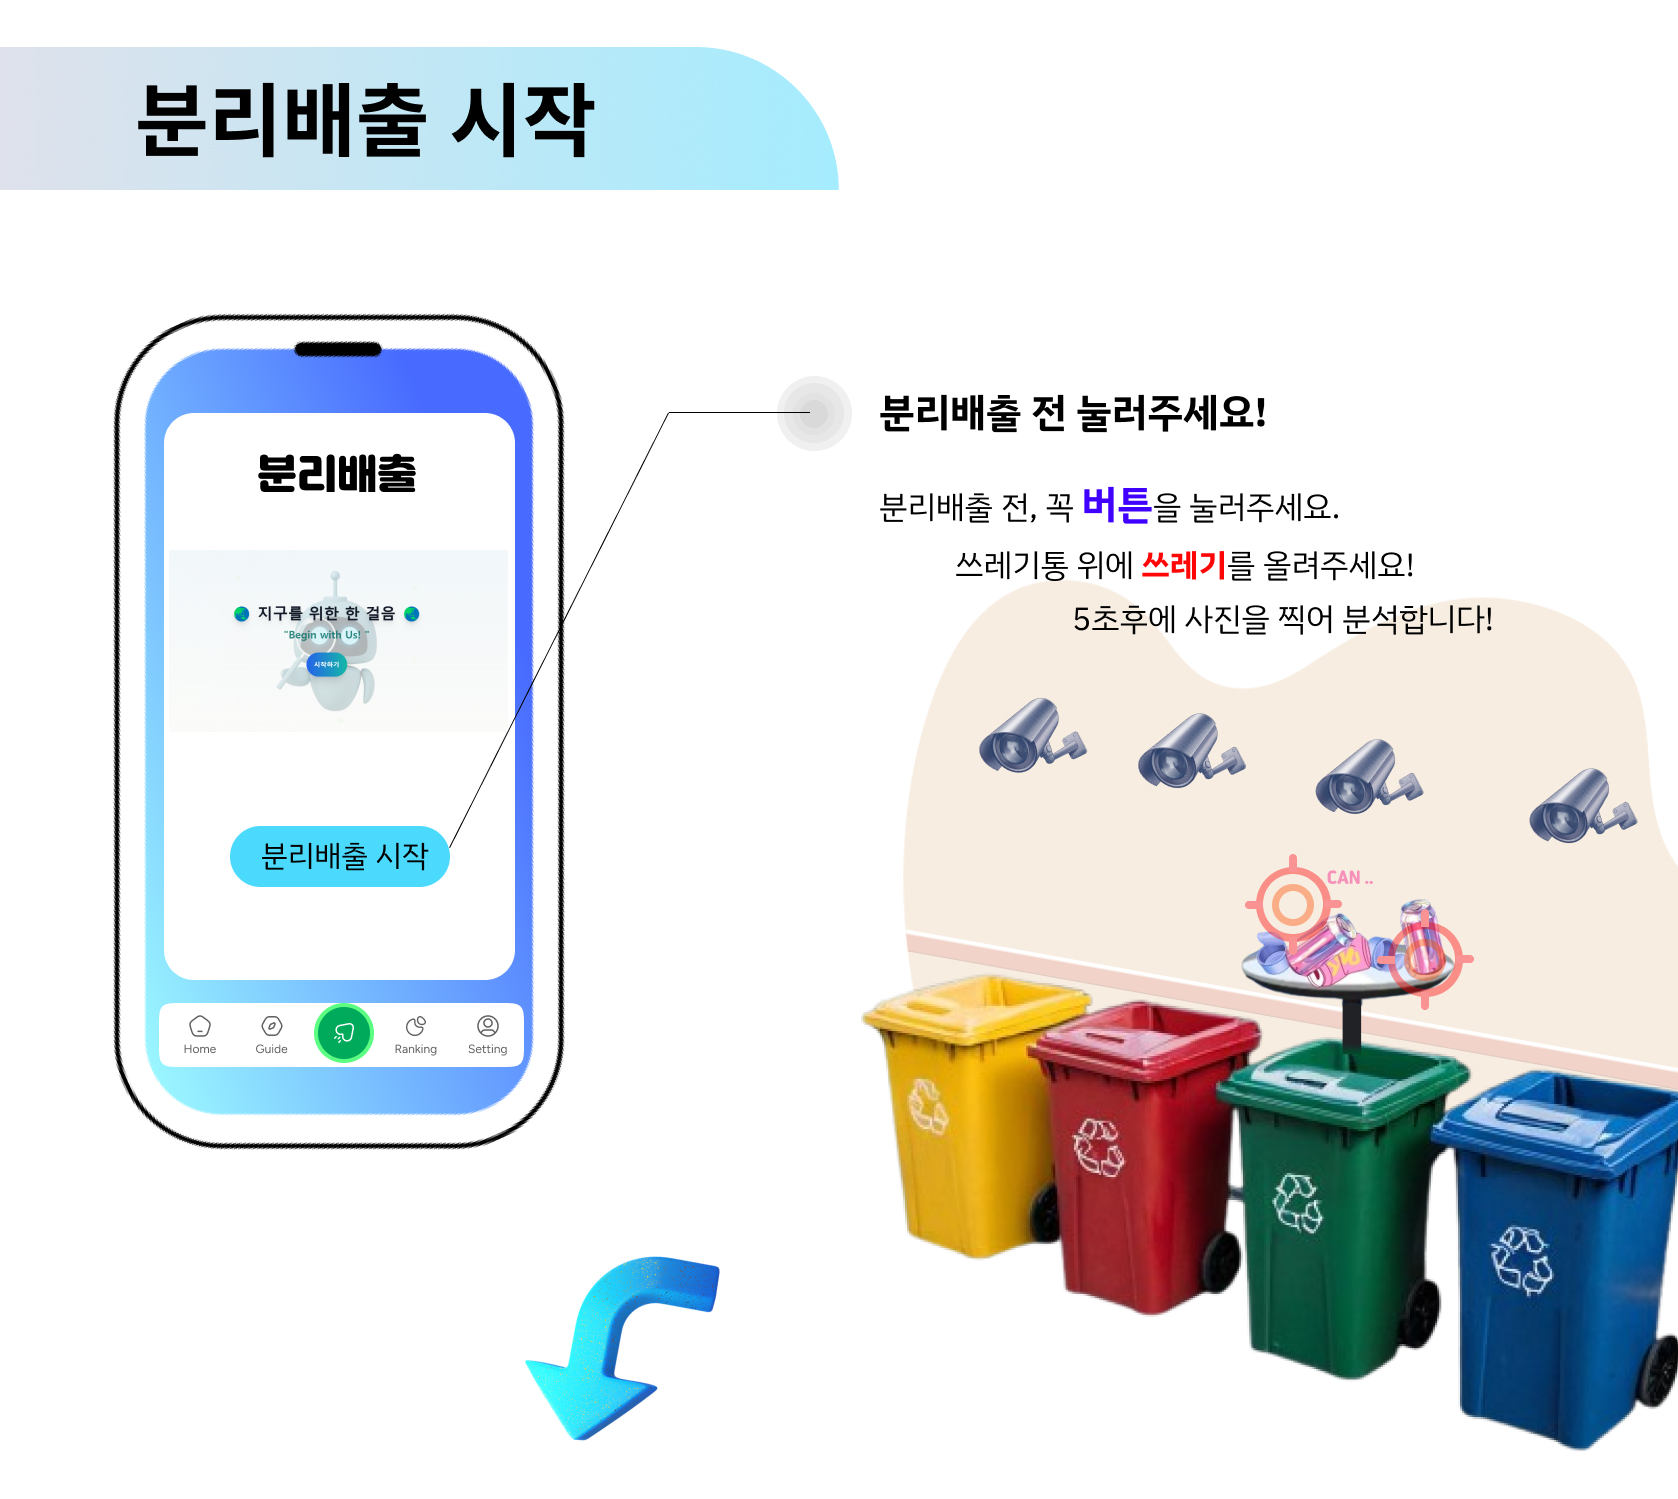 분리배출 시작
분리배출
지구를 위한 한 걸음
"Begin with Us! "
시작하기
분리배출 시작
Home
Guide
Ranking
Setting
분리배출 전 눌러주세요!
분리배출 전, 꼭 버튼을 눌러주세요.
쓰레기통 위에 쓰레기를 올려주세요!
5초후에 사진을 찍어 분석합니다!
CAN ..